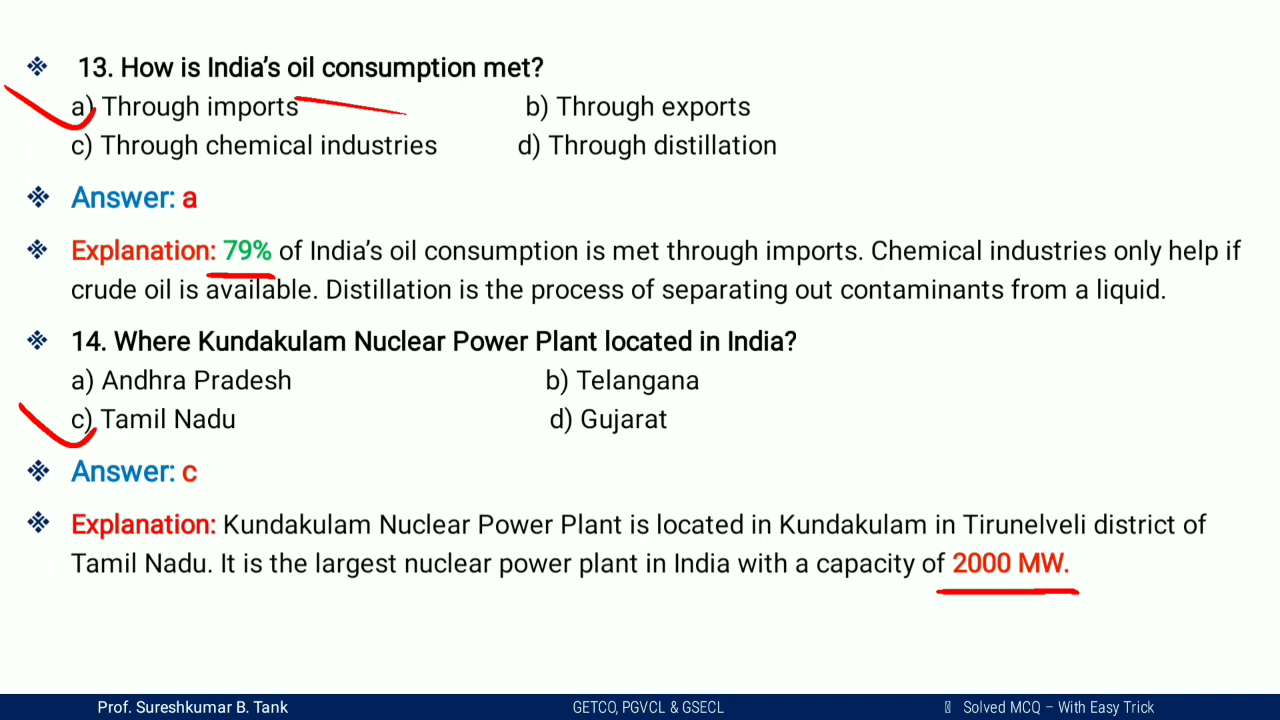 13. How is India's oil consumption met?
a) Through imports b) Through exports
c) Through chemical industries d) Through distillation
Answer: a
Explanation: 79% of India's oil consumption is met through imports. Chemical industries only help if
crude oil is available. Distillation is the process of separating out contaminants from a liquid.
14. Where Kundakulam Nuclear Power Plant located in India?
a) Andhra Pradesh b) Telangana
c) Tamil Nadu d) Gujarat
Answer: c
Explanation: Kundakulam Nuclear Power Plant is located in Kundakulam in Tirunelveli district of
Tamil Nadu. It is the largest nuclear power plant in India with a capacity of 2000 MW.
Prof. Sureshkumar B. Tank GETCO, PGVCL & GSECL Solved MCQ – With Easy Trick